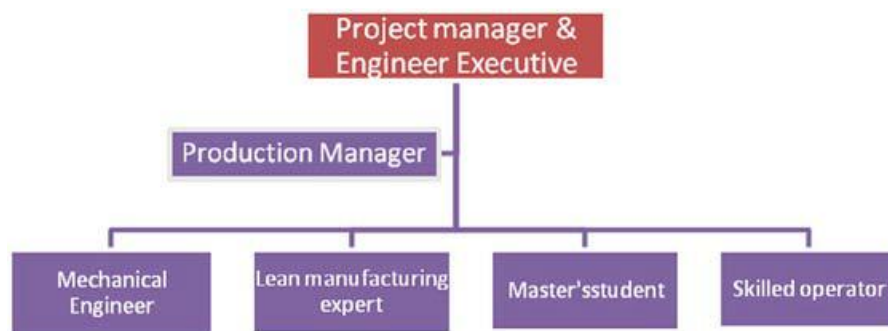 Project manager &
Engineer Executive
Production Manager
Mechanical
Engineer
Lean manufacturing
expert
Master'sstudent
Skilled operator